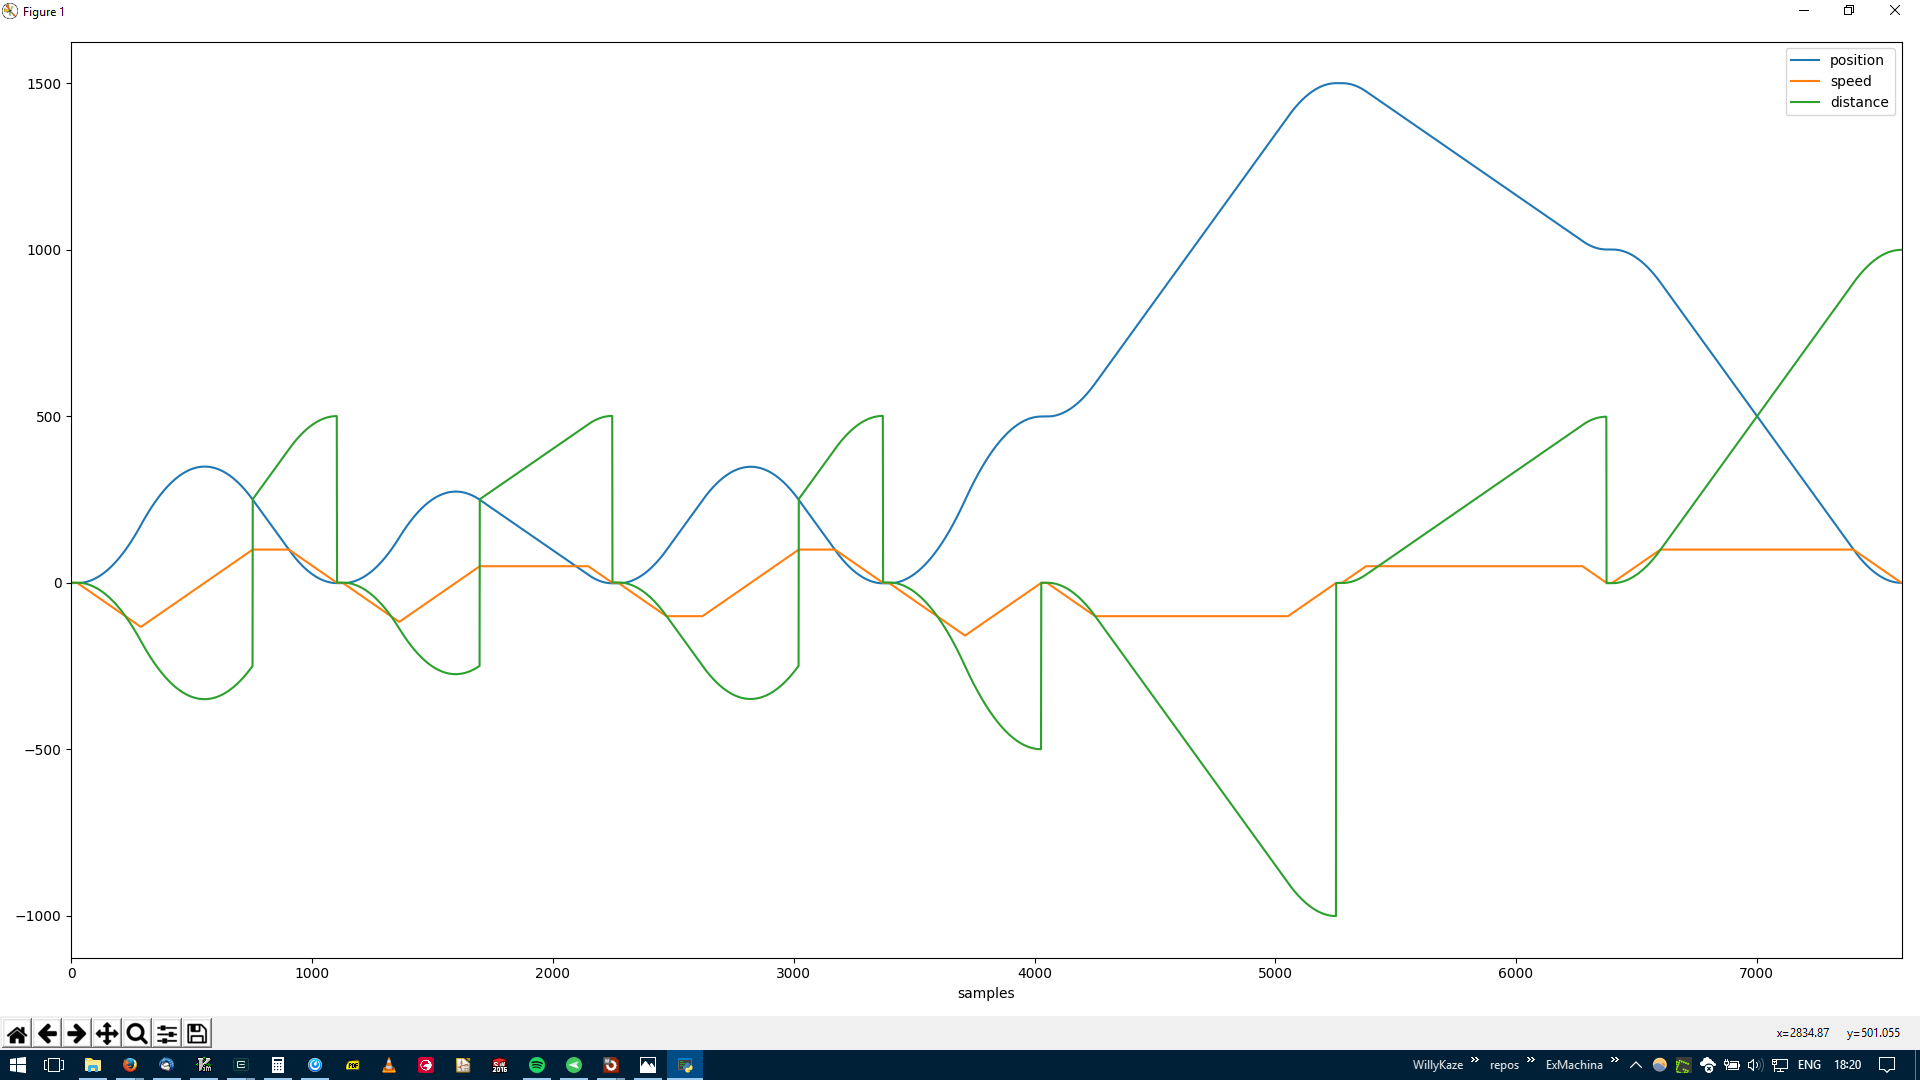 Figure 1
1500
1000
500
0
−500
−1000
position
speed
distance
0 1000 2000 3000 4000 5000 6000 7000
samples
x=2834.87 y=501.055
WillyKaze » repos » ExMachina » ENG 18:20